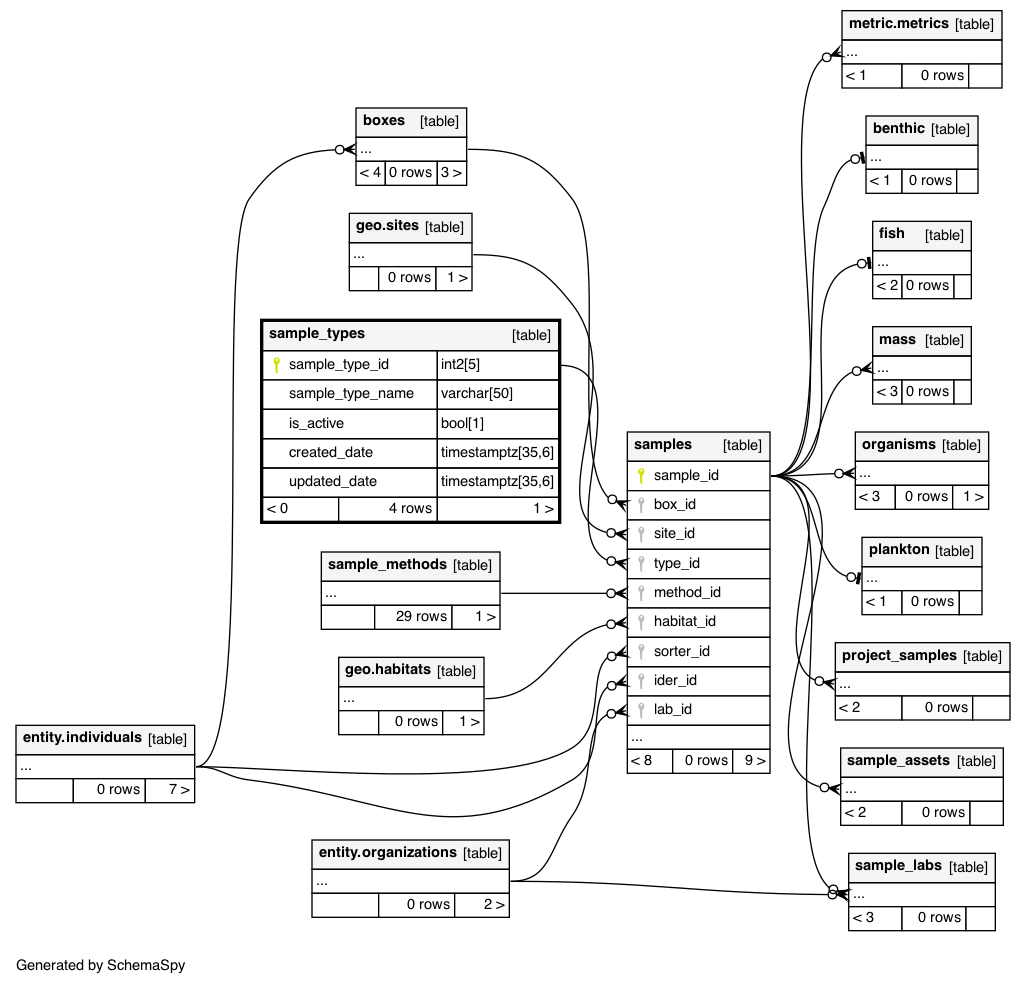 metric.metrics [table]
...
< 1 0 rows
boxes [table]
...
< 4 0 rows 3 >
benthic [table]
...
< 1 0 rows
geo.sites [table]
...
0 rows 1 >
fish [table]
...
< 2 0 rows
sample_types [table]
sample_type_id int2[5]
sample_type_name varchar[50]
is_active bool[1]
created_date timestamptz[35,6]
updated_date timestamptz[35,6]
< 0 4 rows 1 >
mass [table]
...
< 3 0 rows
samples [table]
sample_id
box_id
site_id
type_id
method_id
habitat_id
sorter_id
ider_id
lab_id
...
< 8 0 rows 9 >
organisms [table]
...
< 3 0 rows 1 >
sample_methods [table]
...
29 rows 1 >
plankton [table]
...
< 1 0 rows
geo.habitats [table]
...
0 rows 1 >
project_samples [table]
...
< 2 0 rows
entity.individuals [table]
...
0 rows 7 >
sample_assets [table]
...
< 2 0 rows
entity.organizations [table]
...
0 rows 2 >
sample_labs [table]
...
< 3 0 rows
Generated by SchemaSpy